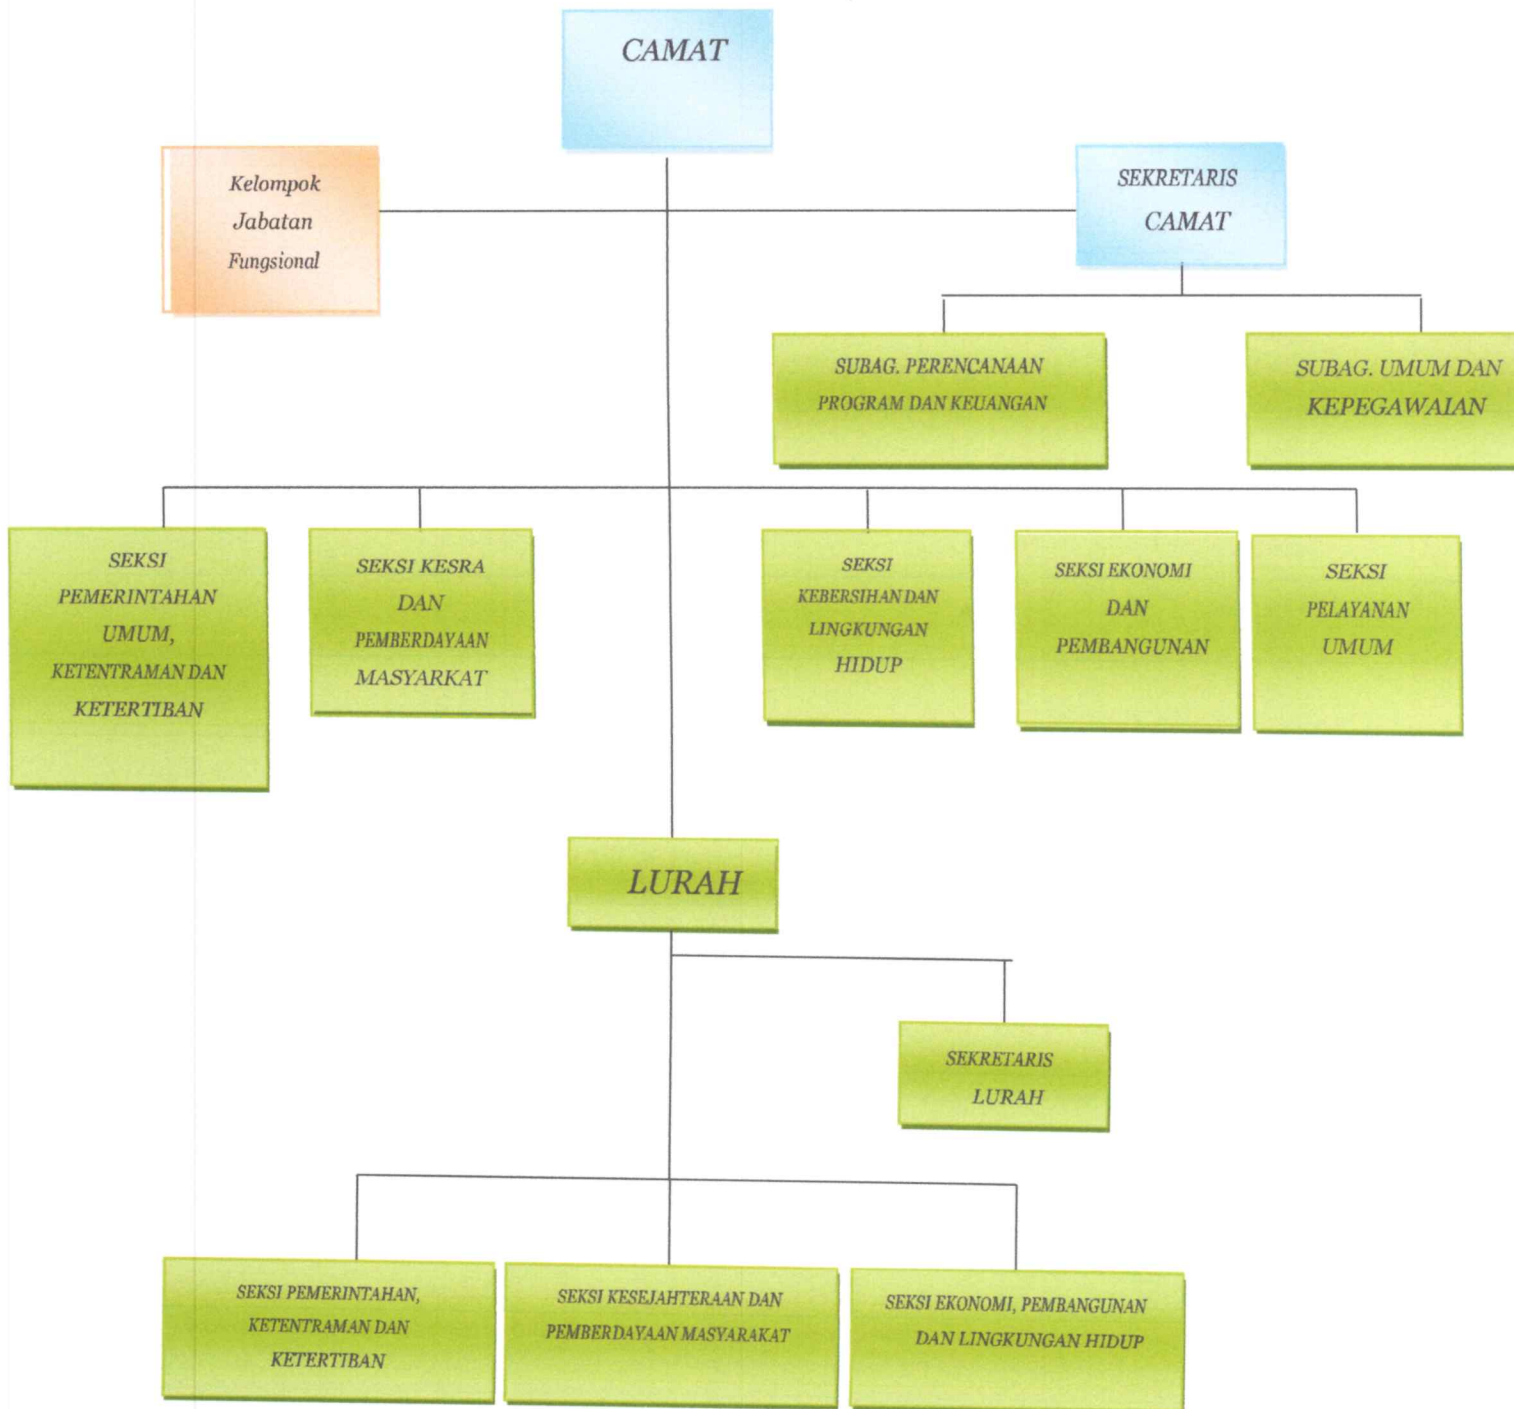 CAMAT
Kelompok
Jabatan
Fungsional
SEKRETARIS
CAMAT
SUBAG. PERENCANAAN
PROGRAM DAN KEUANGAN
SUBAG. UMUM DAN
KEPEGAWAIAN
SEKSI
PEMERINTAHAN
UMUM,
KETENTRAMAN DAN
KETERTIBAN
SEKSI KESRA
DAN
PEMBERDAYAAN
MASYARKAT
SEKSI
KEBERSIHAN DAN
LINGKUNGAN
HIDUP
SEKSI EKONOMI
DAN
PEMBANGUNAN
SEKSI
PELAYANAN
UMUM
LURAH
SEKRETARIS
LURAH
SEKSI PEMERINTAHAN,
KETENTRAMAN DAN
KETERTIBAN
SEKSI KESEJAHTERAAN DAN
PEMBERDAYAAN MASYARAKAT
SEKSI EKONOMI, PEMBANGUNAN
DAN LINGKUNGAN HIDUP